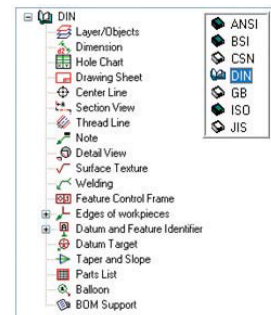 DIN
Layer/Objects
Dimension
Hole Chart
Drawing Sheet
Center Line
Section View
Thread Line
Note
Detail View
Surface Texture
Welding
Feature Control Frame
Edges of workpieces
Datum and Feature Identifier
Datum Target
Taper and Slope
Parts List
Balloon
BOM Support
ANSI
BSI
CSN
DIN
GB
ISO
JIS